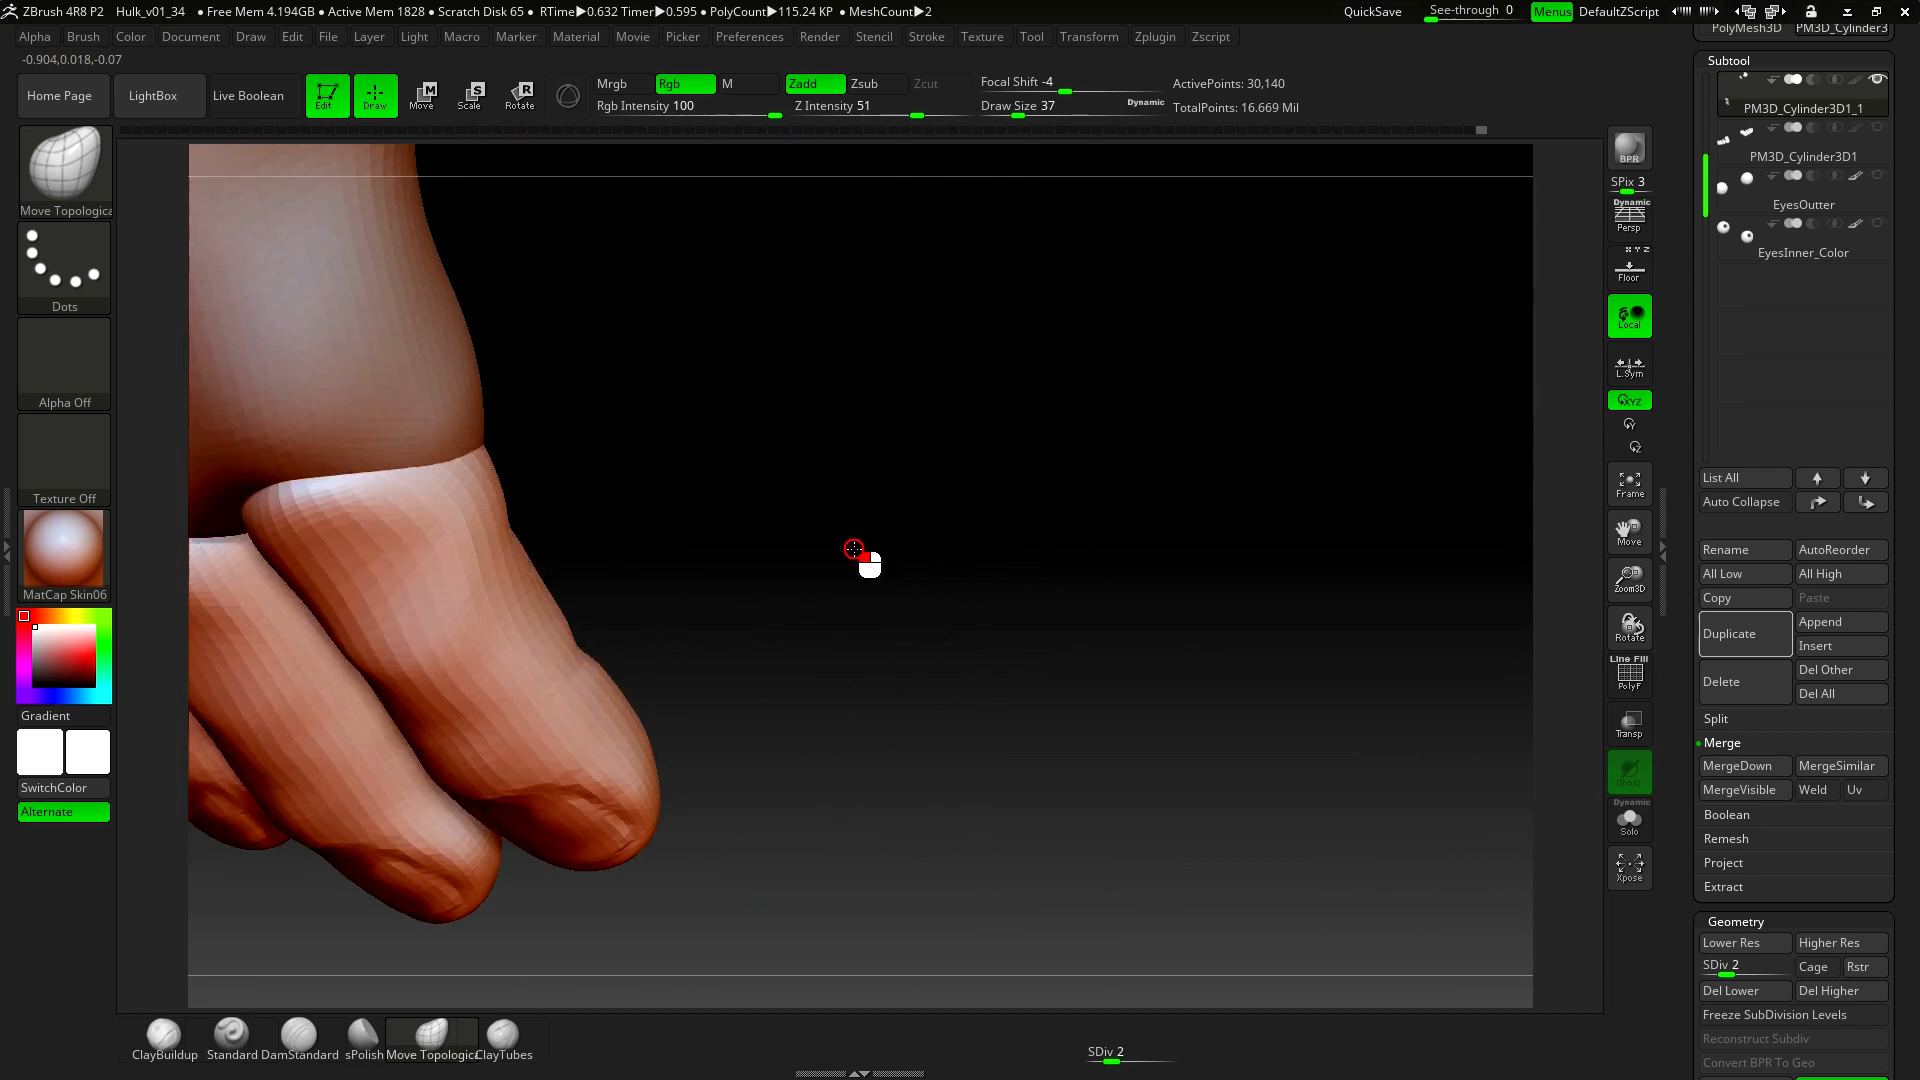 ZBrush 4R8 P2 Hulk_v01_34 • Free Mem 4.194GB • Active Mem 1828 • Scratch Disk 65 • RTime▶0.632 Timer▶0.595 • PolyCount▶115.24 KP • MeshCount▶2 QuickSave See-through 0 Menus DefaultZScript
Alpha Brush Color Document Draw Edit File Layer Light Macro Marker Material Movie Picker Preferences Render Stencil Stroke Texture Tool Transform Zplugin Zscript
PolyMesh3D PM3D_Cylinder3
-0.904,0.018,-0.07
Subtool
Home Page LightBox Live Boolean Edit Draw Move Scale Rotate
Mrgb Rgb M Zadd Zsub Zcut Focal Shift -4 ActivePoints: 30,140
Rgb Intensity 100 Z Intensity 51 Draw Size 37 Dynamic TotalPoints: 16.669 Mil
PM3D_Cylinder3D1_1
PM3D_Cylinder3D1
EyesOutter
EyesInner_Color
Move Topologica
Dots
Alpha Off
Texture Off
MatCap Skin06
Gradient
SwitchColor
Alternate
BPR
SPix 3
Dynamic
Persp
X Y Z
Floor
Local
L.Sym
XYZ
Y
Z
Frame
Move
Zoom3D
Rotate
Line Fill
PolyF
Transp
Ghost
Dynamic
Solo
Xpose
List All
Auto Collapse
Rename AutoReorder
All Low All High
Copy Paste
Duplicate Append
Insert
Delete Del Other
Del All
Split
Merge
MergeDown MergeSimilar
MergeVisible Weld Uv
Boolean
Remesh
Project
Extract
Geometry
Lower Res Higher Res
SDiv 2 Cage Rstr
Del Lower Del Higher
Freeze SubDivision Levels
Reconstruct Subdiv
Convert BPR To Geo
ClayBuildup Standard DamStandard sPolish Move Topologica ClayTubes
SDiv 2